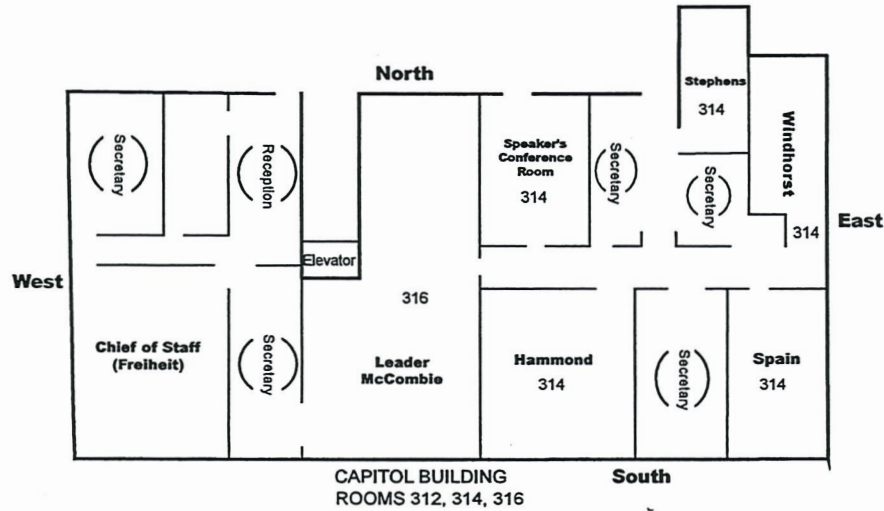 North
Stephens
314
Windhorst
314
East
Secretary
Reception
Speaker's
Conference
Room
314
Secretary
Secretary
Elevator
West
316
Chief of Staff
(Freiheit)
Secretary
Leader
McCombie
Hammond
314
Secretary
Spain
314
CAPITOL BUILDING
ROOMS 312, 314, 316
South